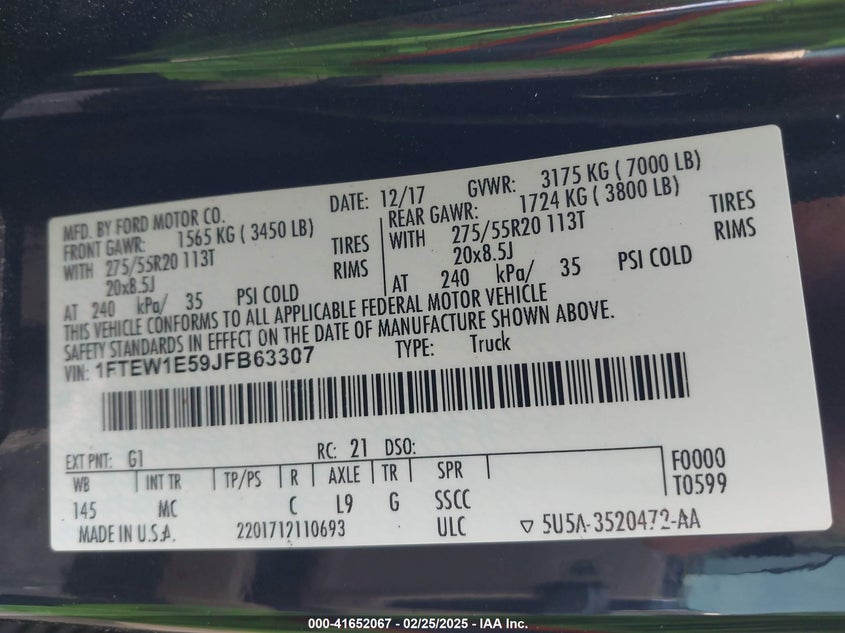 MFD. BY FORD MOTOR CO. DATE: 12/17 GVWR: 3175 KG ( 7000 LB)
FRONT GAWR: 1565 KG ( 3450 LB) REAR GAWR: 1724 KG ( 3800 LB)
WITH 275/55R20 113T TIRES WITH 275/55R20 113T TIRES
20x8.5J RIMS 20x8.5J RIMS
AT 240 kPa/ 35 PSI COLD AT 240 kPa/ 35 PSI COLD
THIS VEHICLE CONFORMS TO ALL APPLICABLE FEDERAL MOTOR VEHICLE
SAFETY STANDARDS IN EFFECT ON THE DATE OF MANUFACTURE SHOWN ABOVE.
VIN: 1FTEW1E59JFB63307 TYPE: Truck
EXT PNT: G1 RC: 21 DSO:
WB INT TR TP/PS R AXLE TR SPR F0000
145 MC C L9 G SSCC T0599
MADE IN U.S.A. 2201712110693 ULC ▽ 5U5A-3520472-AA
000-41652067 - 02/25/2025 - IAA Inc.